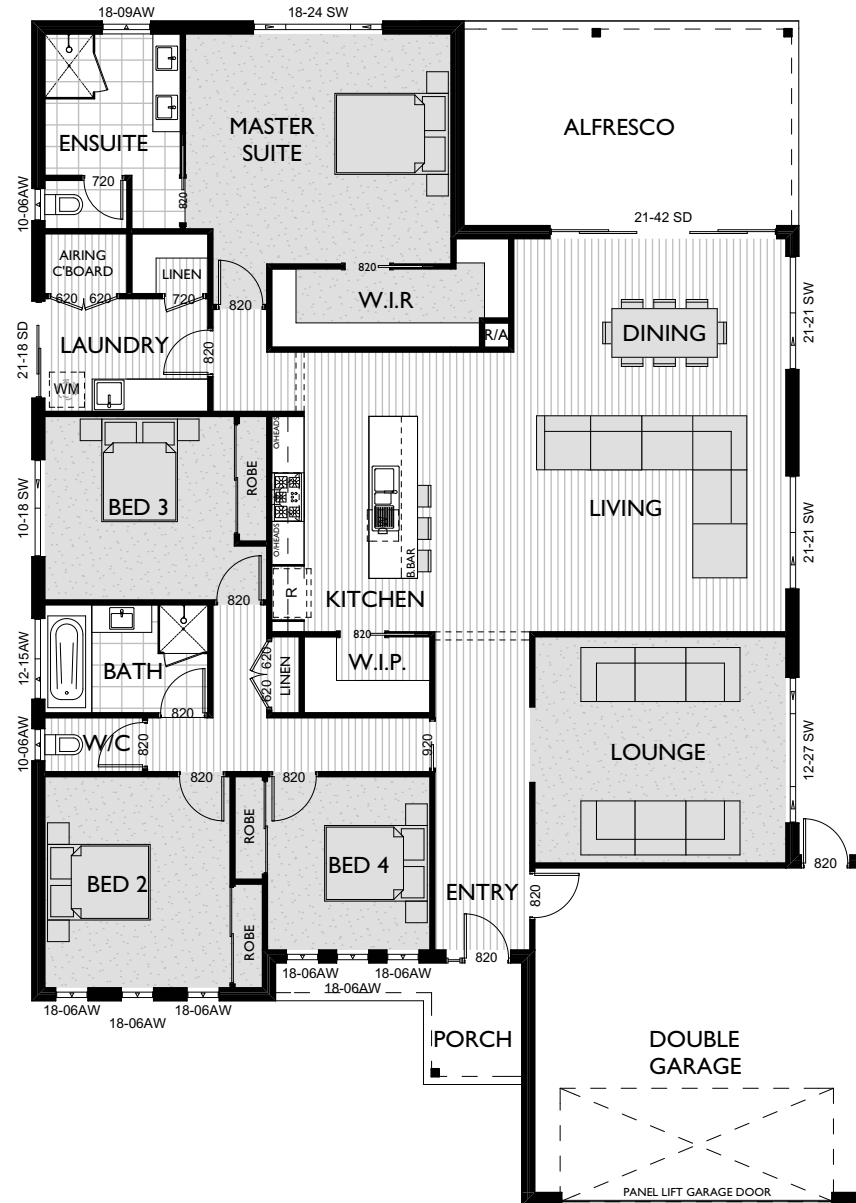 18-09AW
18-24 SW
ENSUITE
MASTER
SUITE
ALFRESCO
720
820
10-06AW
21-42 SD
AIRING
C'BOARD
LINEN
620
620
720
820
820
W.I.R
R/A
21-21 SW
DINING
LAUNDRY
820
21-18 SD
WM
O/HEADS
ROBE
BED 3
10-18 SW
LIVING
21-21 SW
O/HEADS
B.BAR
R
KITCHEN
820
820
W.I.P.
620
620
LINEN
12-15AW
BATH
820
10-06AW
W/C
820
920
LOUNGE
12-27 SW
820
820
ROBE
BED 2
BED 4
ROBE
ENTRY
820
820
820
18-06AW
18-06AW
18-06AW
18-06AW
18-06AW
18-06AW
PORCH
DOUBLE
GARAGE
PANEL LIFT GARAGE DOOR